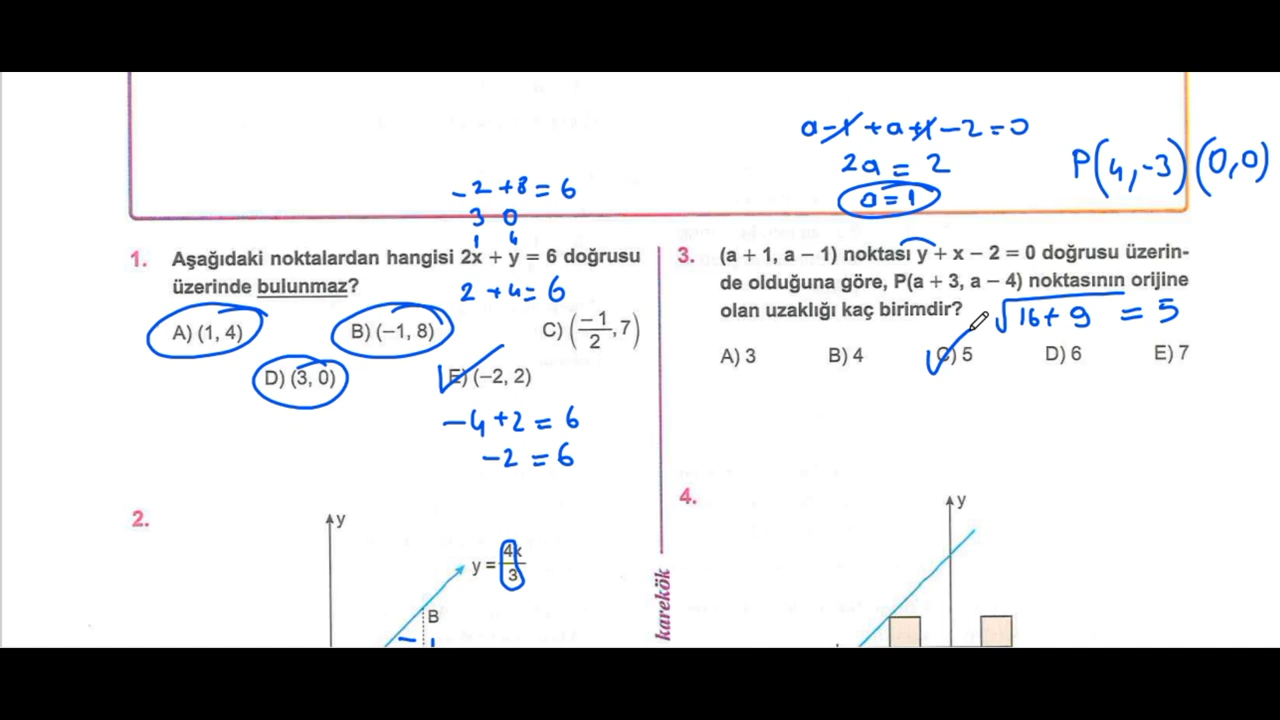 a - 1 + a + 1 - 2 = 0
2a = 2
a = 1
P(4, -3) (0, 0)
-2 + 8 = 6
3 0
1 4
1. Aşağıdaki noktalardan hangisi 2x + y = 6 doğrusu
üzerinde bulunmaz?
2 + 4 = 6
A) (1, 4) B) (−1, 8) C) (−1/2, 7)
D) (3, 0) E) (−2, 2)
-4 + 2 = 6
-2 = 6
2.
y
y = 4x/3
B
3. (a + 1, a − 1) noktası y + x − 2 = 0 doğrusu üzerin-
de olduğuna göre, P(a + 3, a − 4) noktasının orijine
olan uzaklığı kaç birimdir?
√16 + 9 = 5
A) 3 B) 4 C) 5 D) 6 E) 7
4.
y
karekök